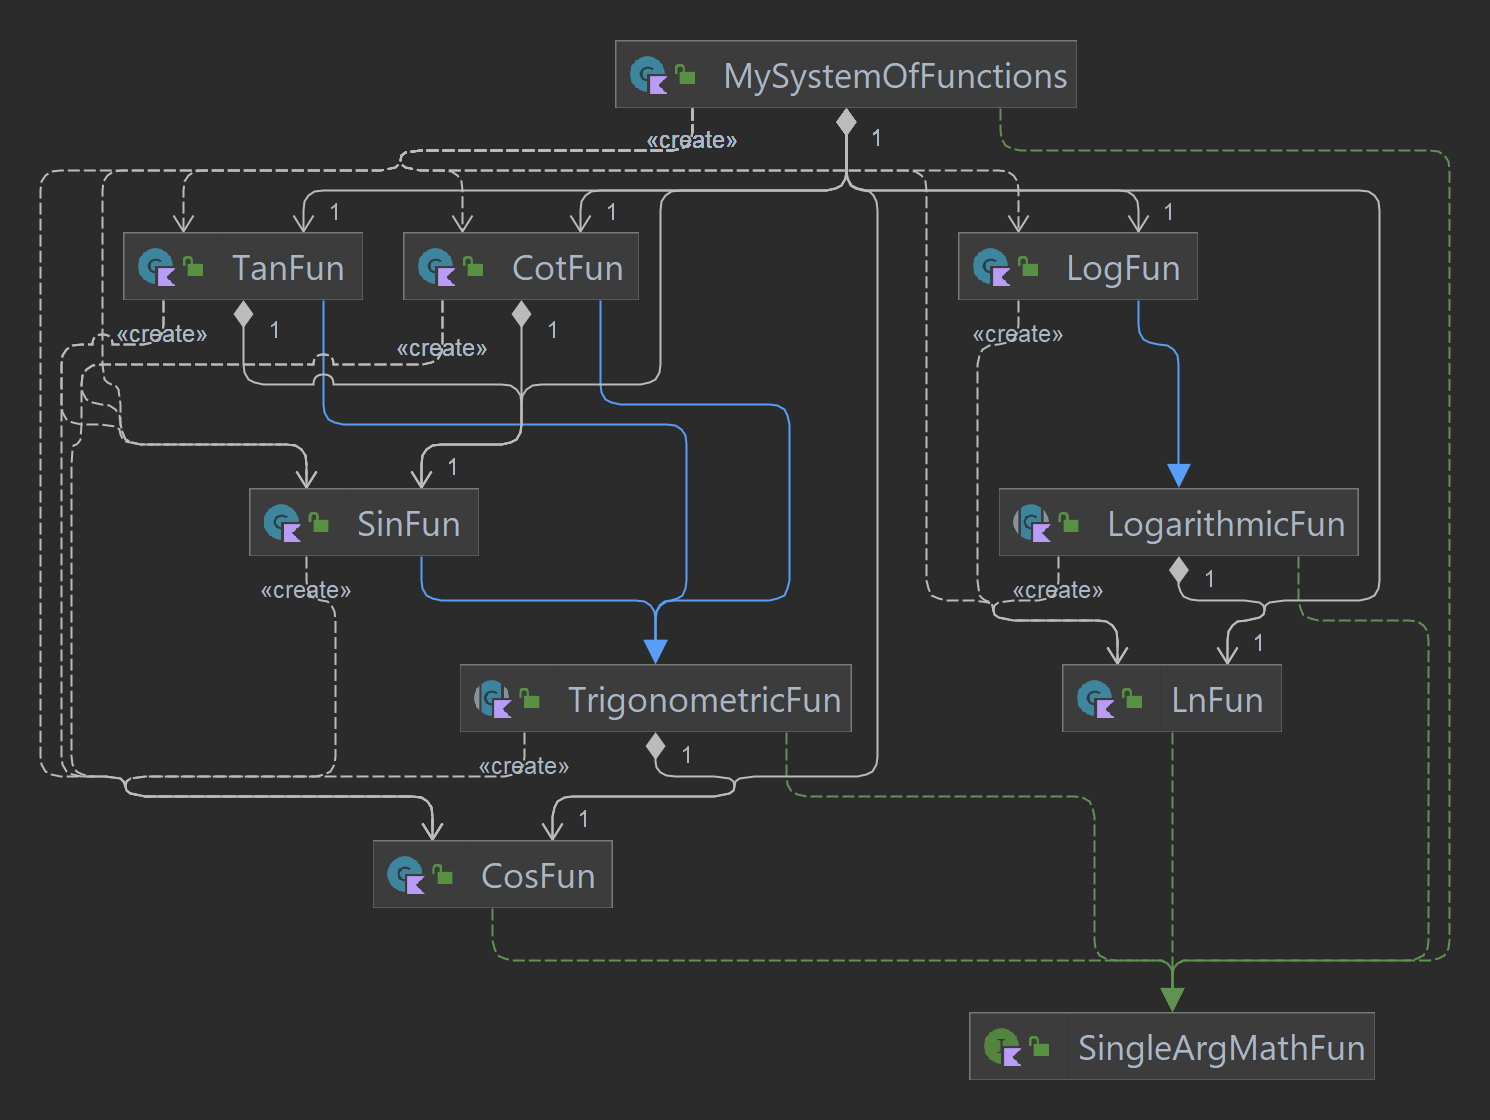 MySystemOfFunctions
«create»
1
1
1
1
TanFun
CotFun
LogFun
«create»
1
«create»
1
«create»
1
SinFun
LogarithmicFun
«create»
1
«create»
1
TrigonometricFun
LnFun
«create»
1
1
CosFun
SingleArgMathFun